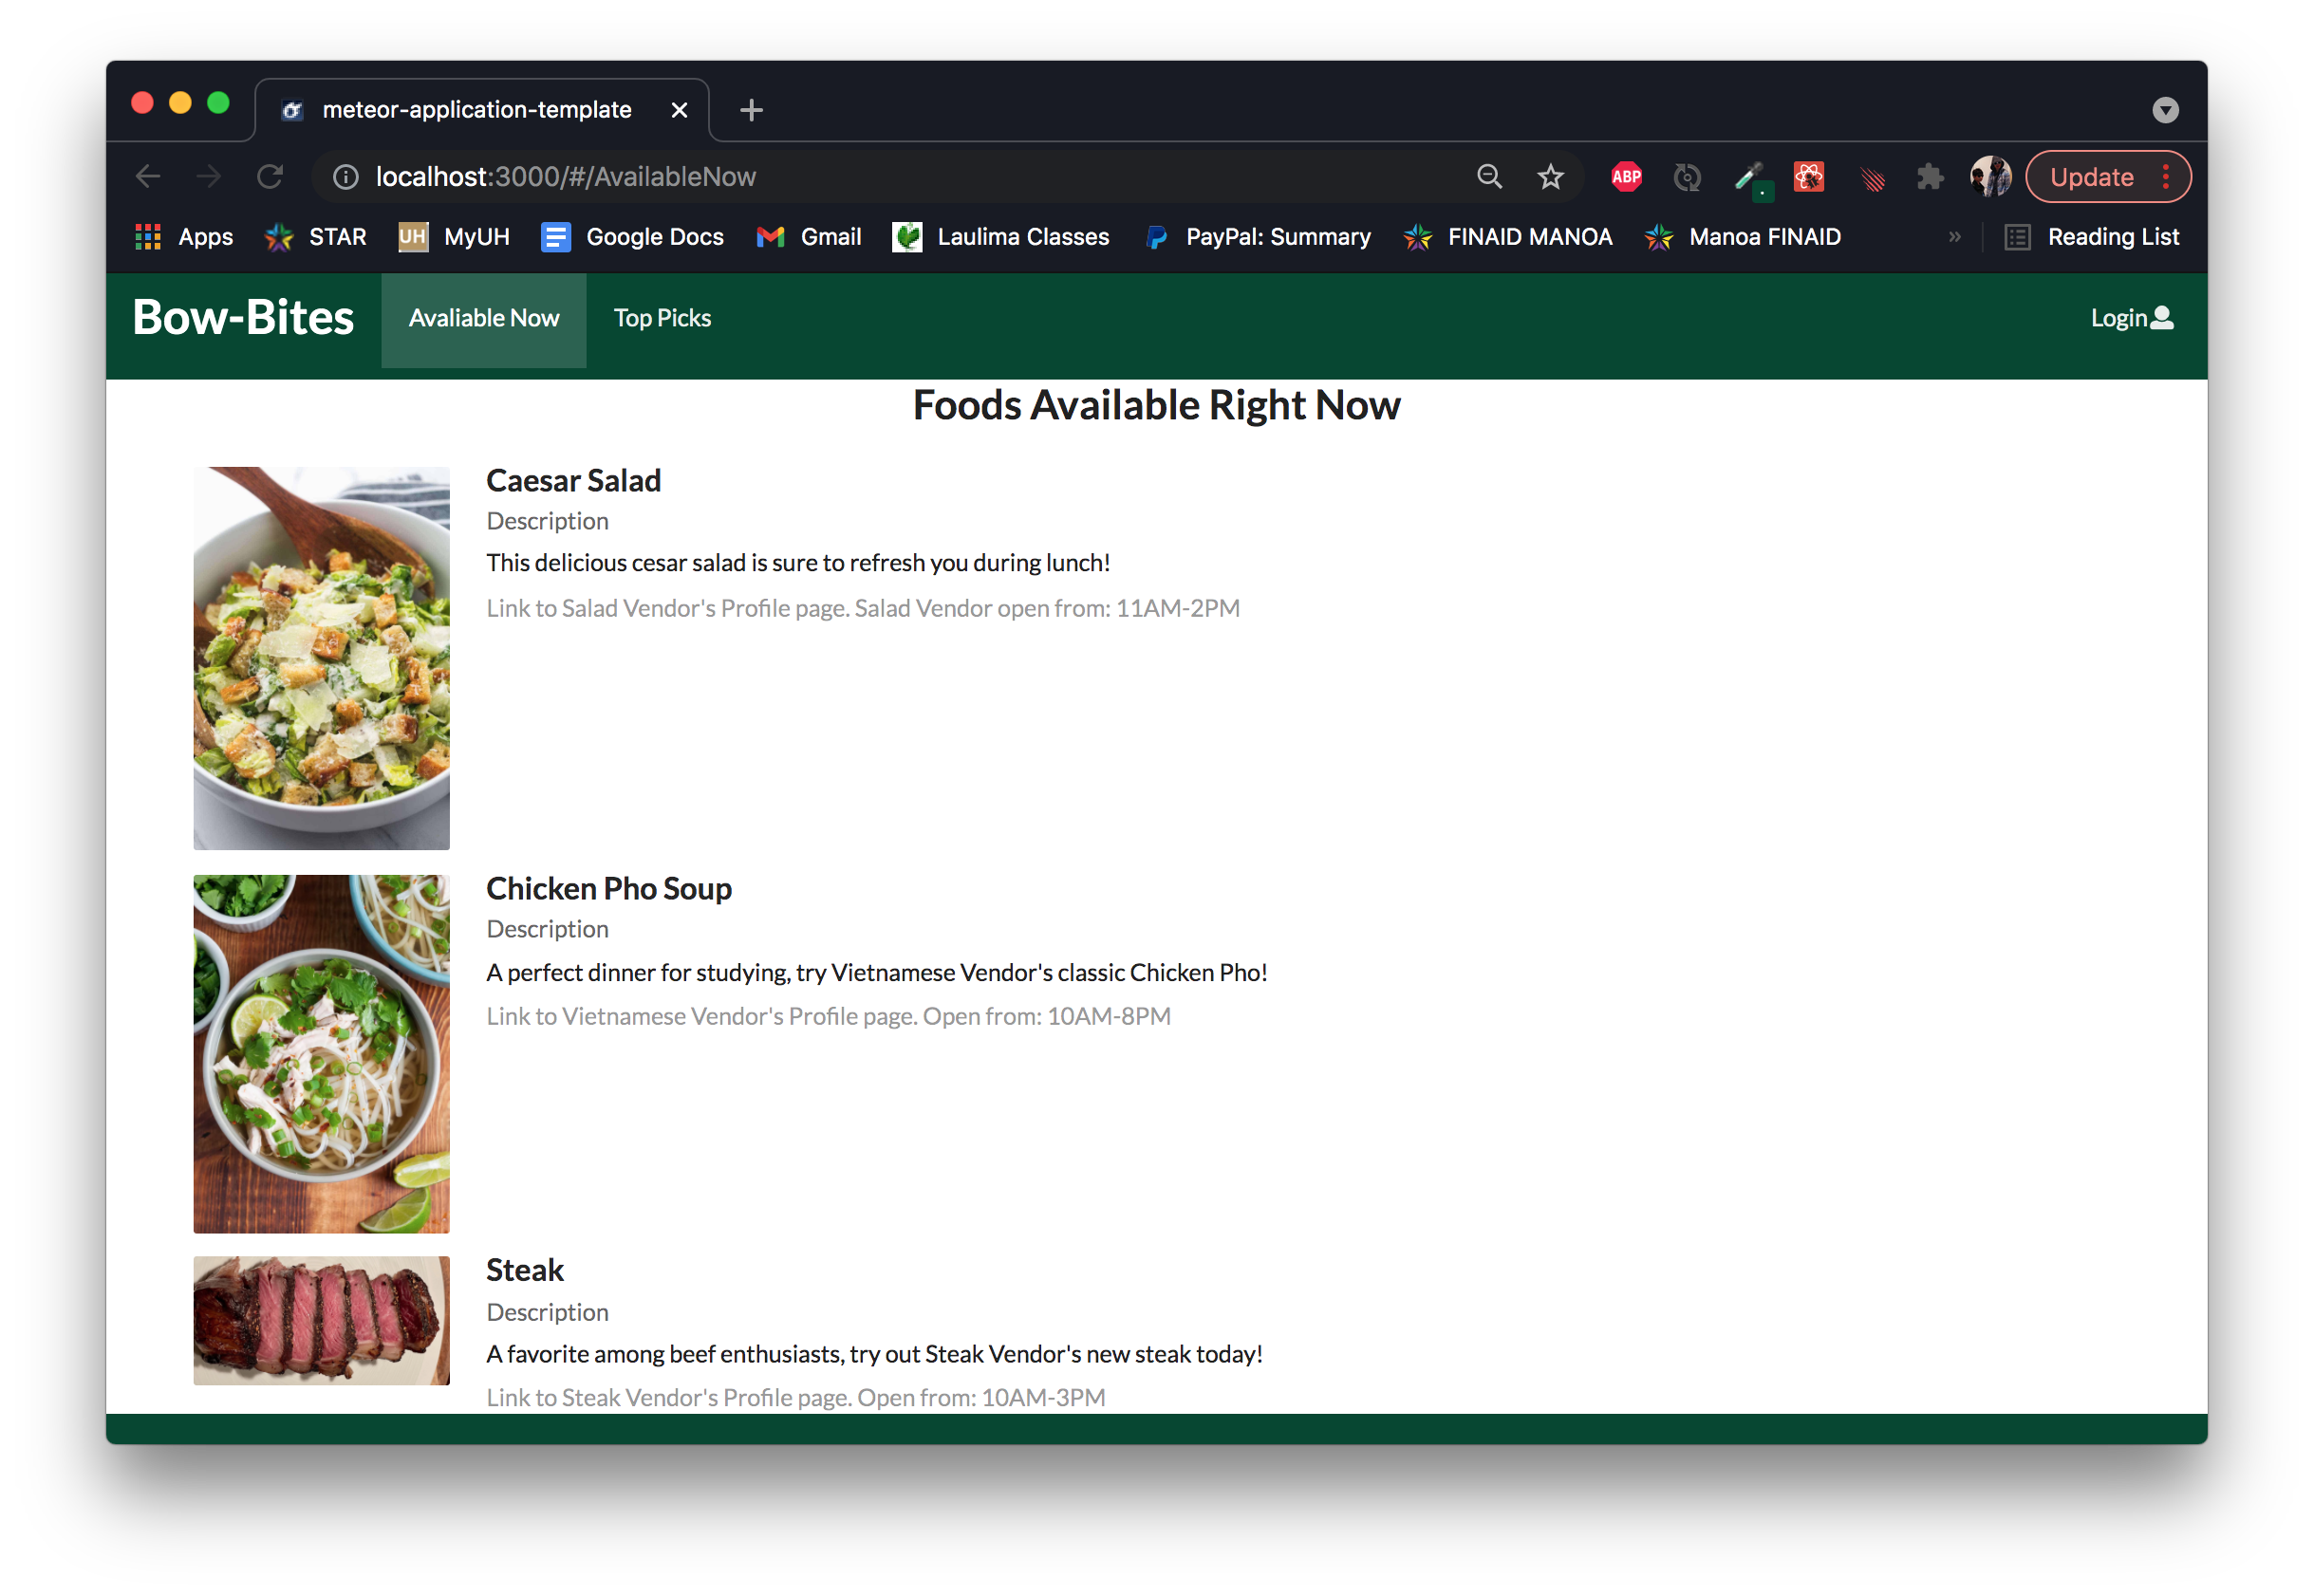 meteor-application-template
localhost:3000/#/AvailableNow
ABP
Update
Apps
STAR
UH MyUH
Google Docs
Gmail
Laulima Classes
PayPal: Summary
FINAID MANOA
Manoa FINAID
»
Reading List
Bow-Bites
Avaliable Now
Top Picks
Login
Foods Available Right Now
Caesar Salad
Description
This delicious cesar salad is sure to refresh you during lunch!
Link to Salad Vendor's Profile page. Salad Vendor open from: 11AM-2PM
Chicken Pho Soup
Description
A perfect dinner for studying, try Vietnamese Vendor's classic Chicken Pho!
Link to Vietnamese Vendor's Profile page. Open from: 10AM-8PM
Steak
Description
A favorite among beef enthusiasts, try out Steak Vendor's new steak today!
Link to Steak Vendor's Profile page. Open from: 10AM-3PM